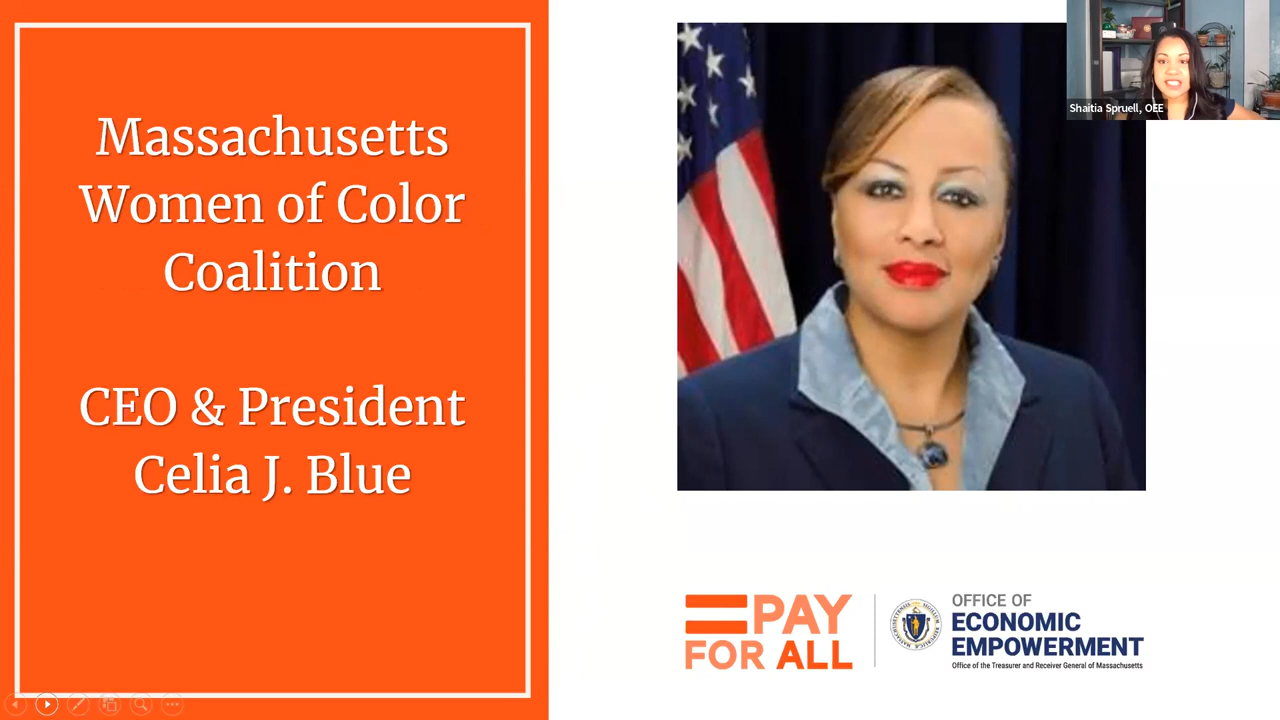 Massachusetts
Women of Color
Coalition
CEO & President
Celia J. Blue
Shaitia Spruell, OEE
PAY
FOR ALL
OFFICE OF
ECONOMIC
EMPOWERMENT
Office of the Treasurer and Receiver General of Massachusetts